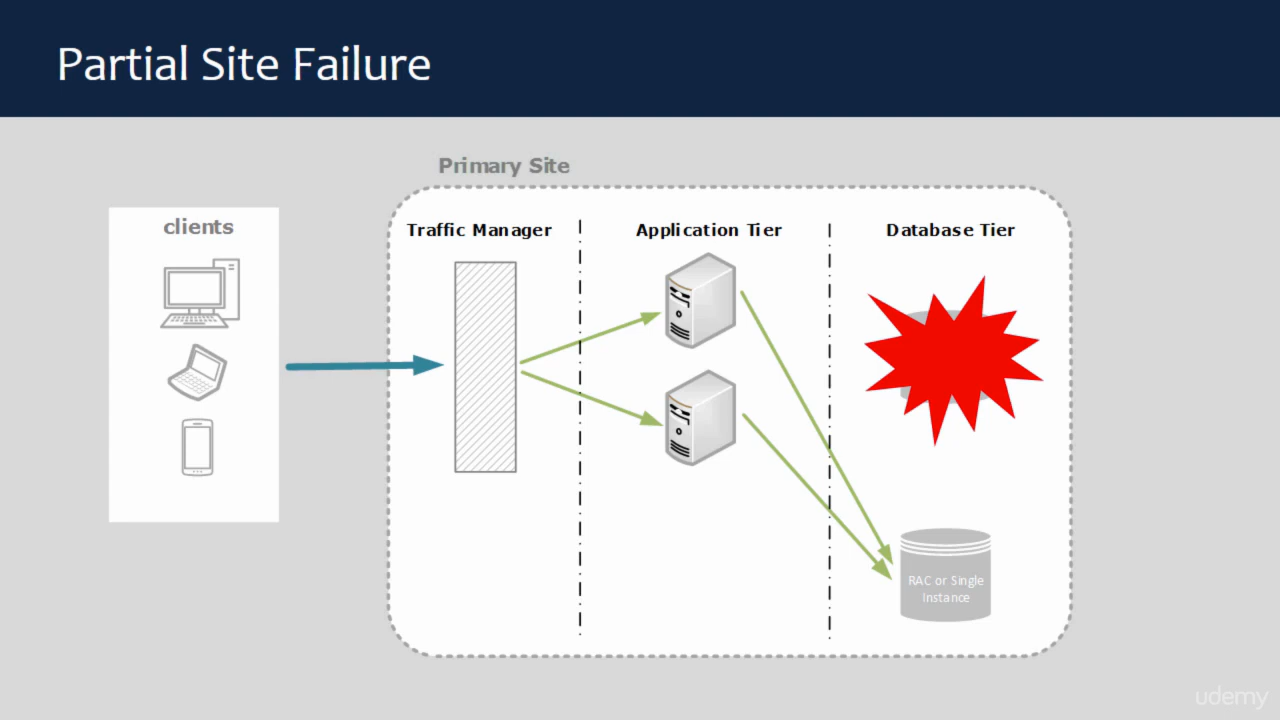 Partial Site Failure
Primary Site
clients
Traffic Manager
Application Tier
Database Tier
RAC or Single
Instance
udemy